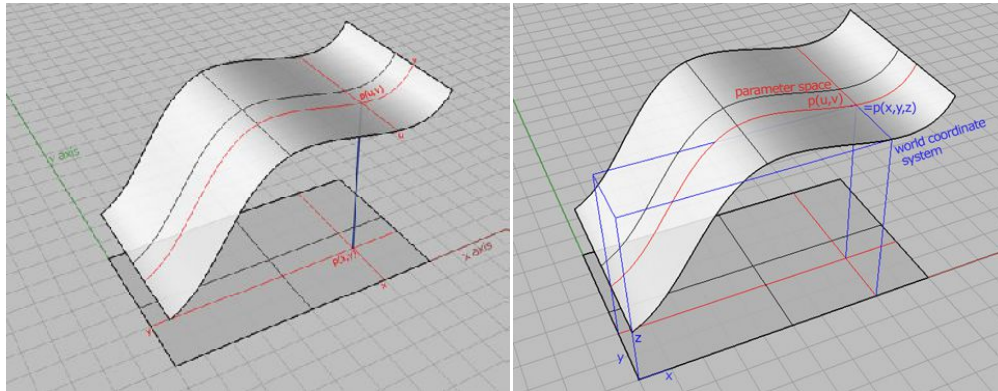 y axis
p(u,v)
v
u
p(x,y)
x axis
y
x
parameter space
p(u,v)
=p(x,y,z)
world coordinate
system
z
y
x